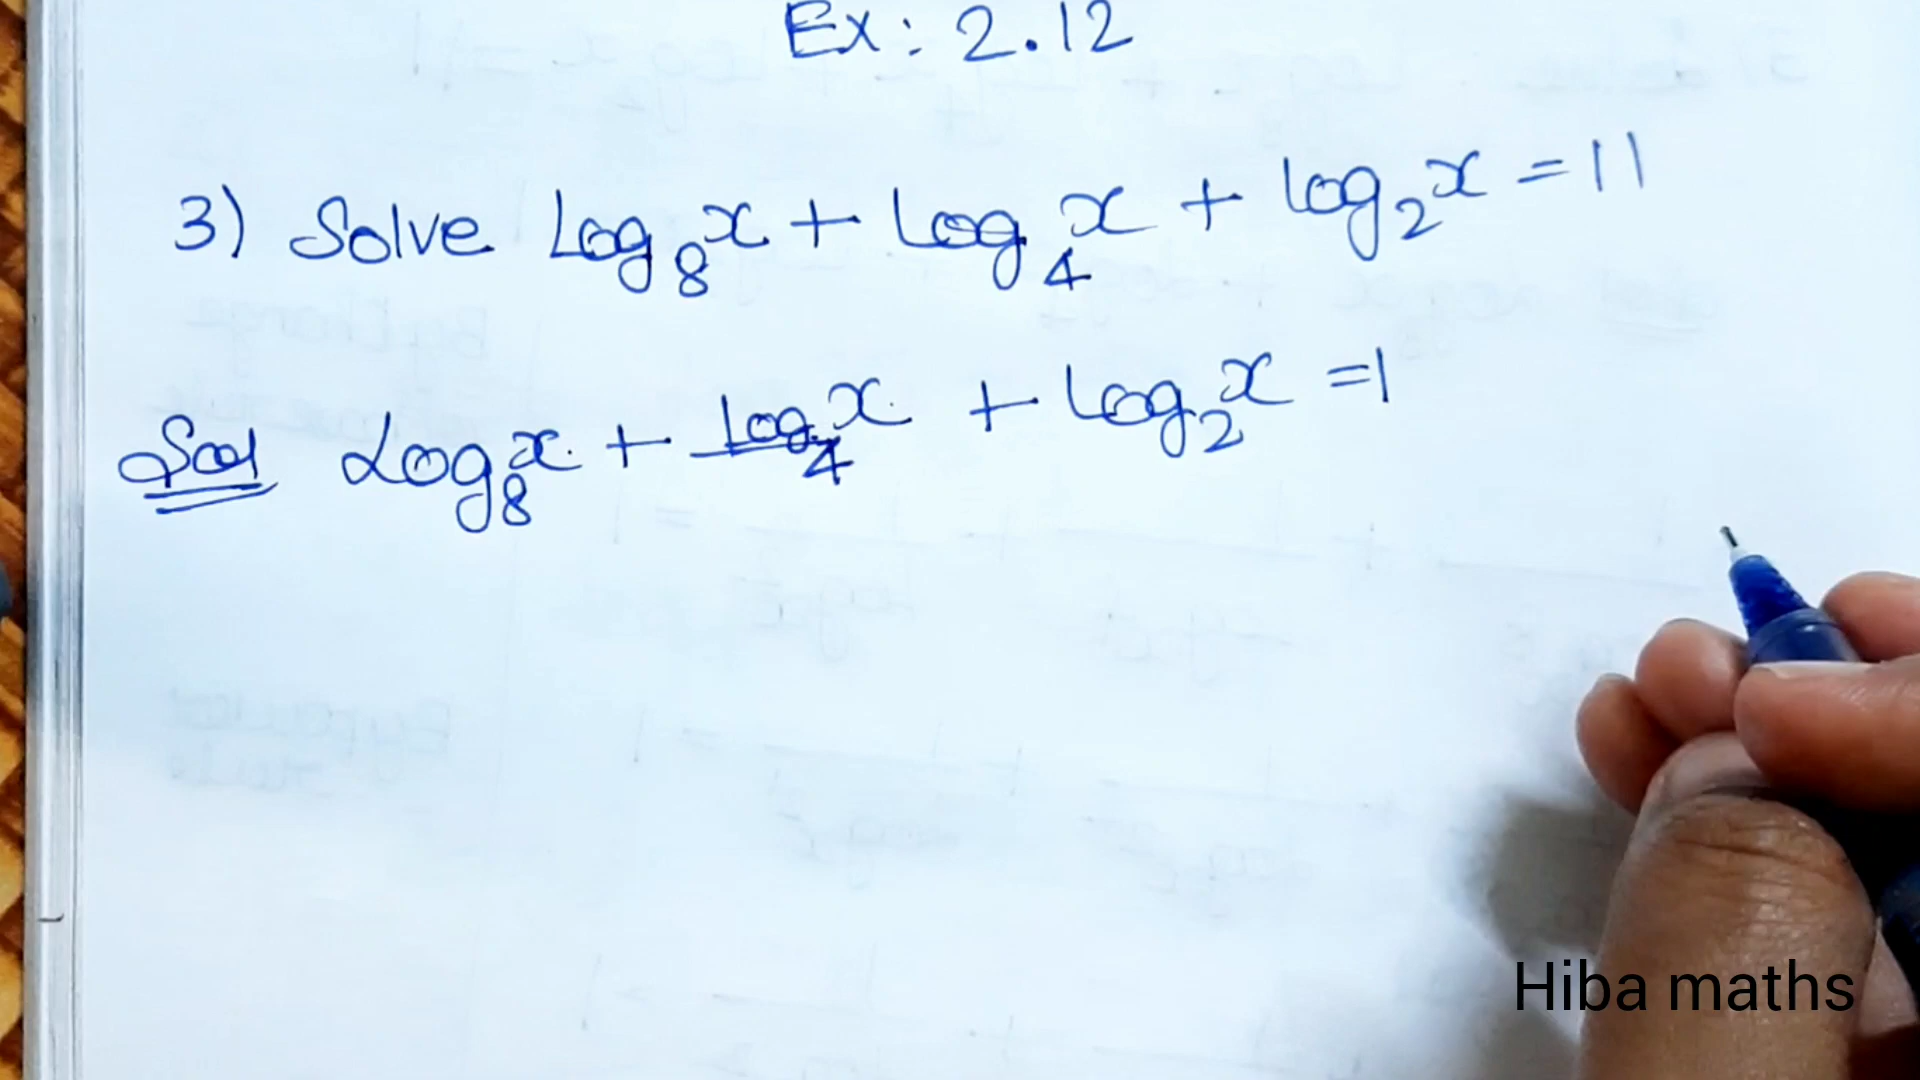 Ex: 2.12
3) Solve log₈x + log₄x + log₂x = 11
Sol log₈x + log₄x + log₂x = 1
Hiba maths